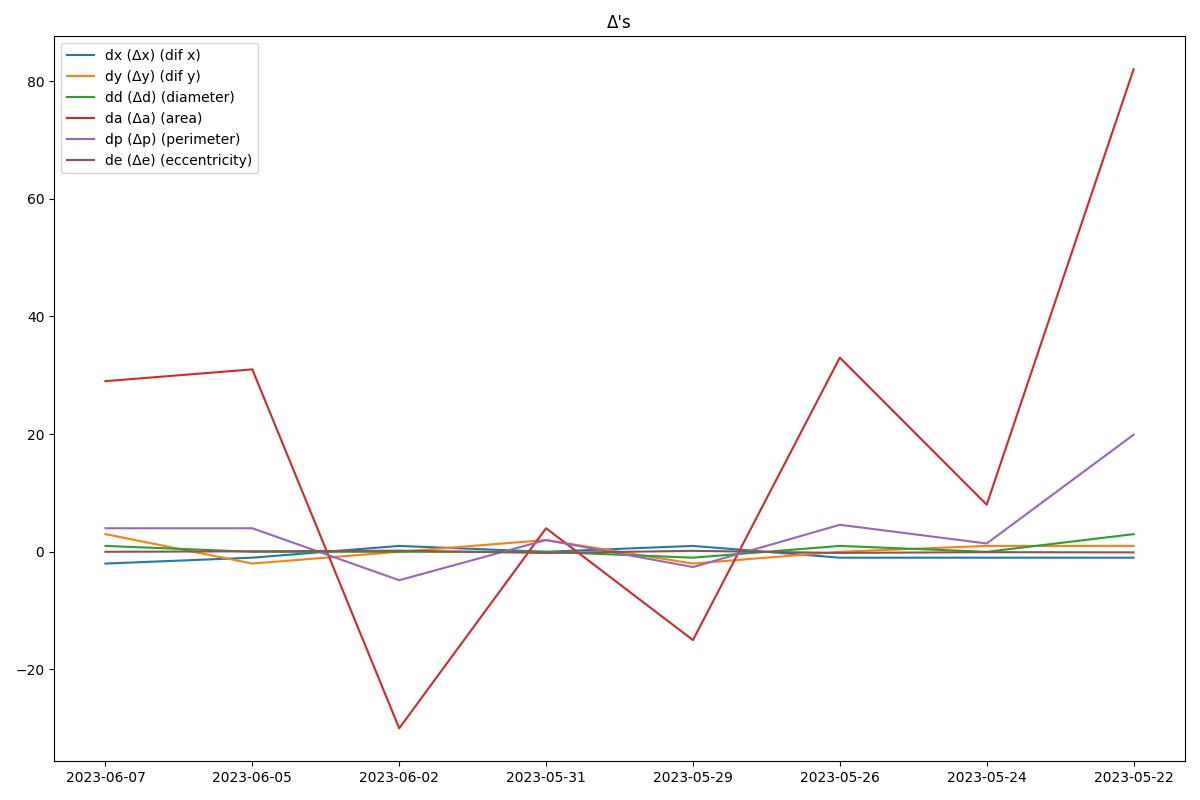 Δ's
dx (Δx) (dif x)
dy (Δy) (dif y)
dd (Δd) (diameter)
da (Δa) (area)
dp (Δp) (perimeter)
de (Δe) (eccentricity)
80
60
40
20
0
−20
2023-06-07 2023-06-05 2023-06-02 2023-05-31 2023-05-29 2023-05-26 2023-05-24 2023-05-22